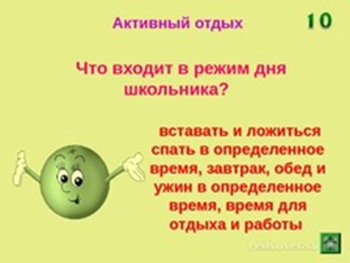 Активный отдых
10
Что входит в режим дня
школьника?
вставать и ложиться
спать в определенное
время, завтрак, обед и
ужин в определенное
время, время для
отдыха и работы